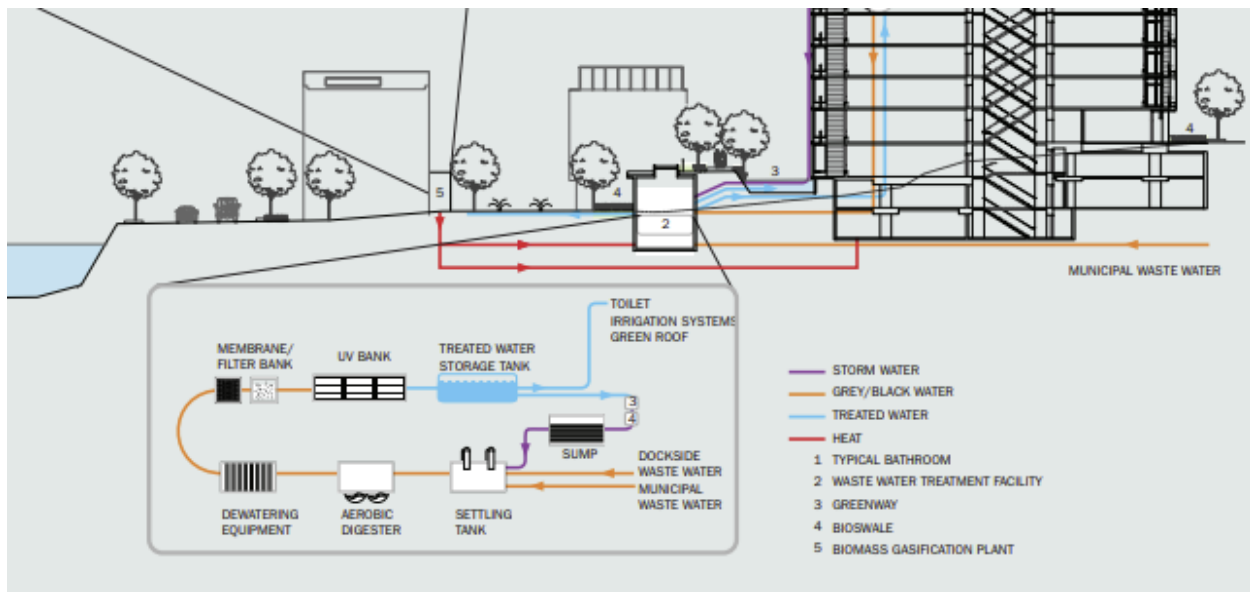 4
3
5
4
2
MUNICIPAL WASTE WATER
TOILET
IRRIGATION SYSTEMS
GREEN ROOF
MEMBRANE/
FILTER BANK
UV BANK
TREATED WATER
STORAGE TANK
3
4
SUMP
DOCKSIDE
WASTE WATER
MUNICIPAL
WASTE WATER
DEWATERING
EQUIPMENT
AEROBIC
DIGESTER
SETTLING
TANK
STORM WATER
GREY/BLACK WATER
TREATED WATER
HEAT
1 TYPICAL BATHROOM
2 WASTE WATER TREATMENT FACILITY
3 GREENWAY
4 BIOSWALE
5 BIOMASS GASIFICATION PLANT